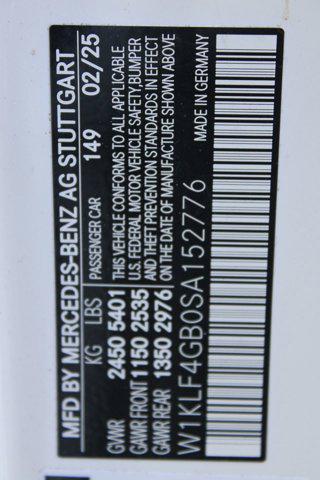 MFD BY MERCEDES-BENZ AG STUTTGART
KG LBS PASSENGER CAR 149 02/25
GVWR 2450 5401 THIS VEHICLE CONFORMS TO ALL APPLICABLE
GAWR FRONT 1150 2535 U.S. FEDERAL MOTOR VEHICLE SAFETY,BUMPER
AND THEFT PREVENTION STANDARDS IN EFFECT
GAWR REAR 1350 2976 ON THE DATE OF MANUFACTURE SHOWN ABOVE
W1KLF4GB0SA152776 MADE IN GERMANY